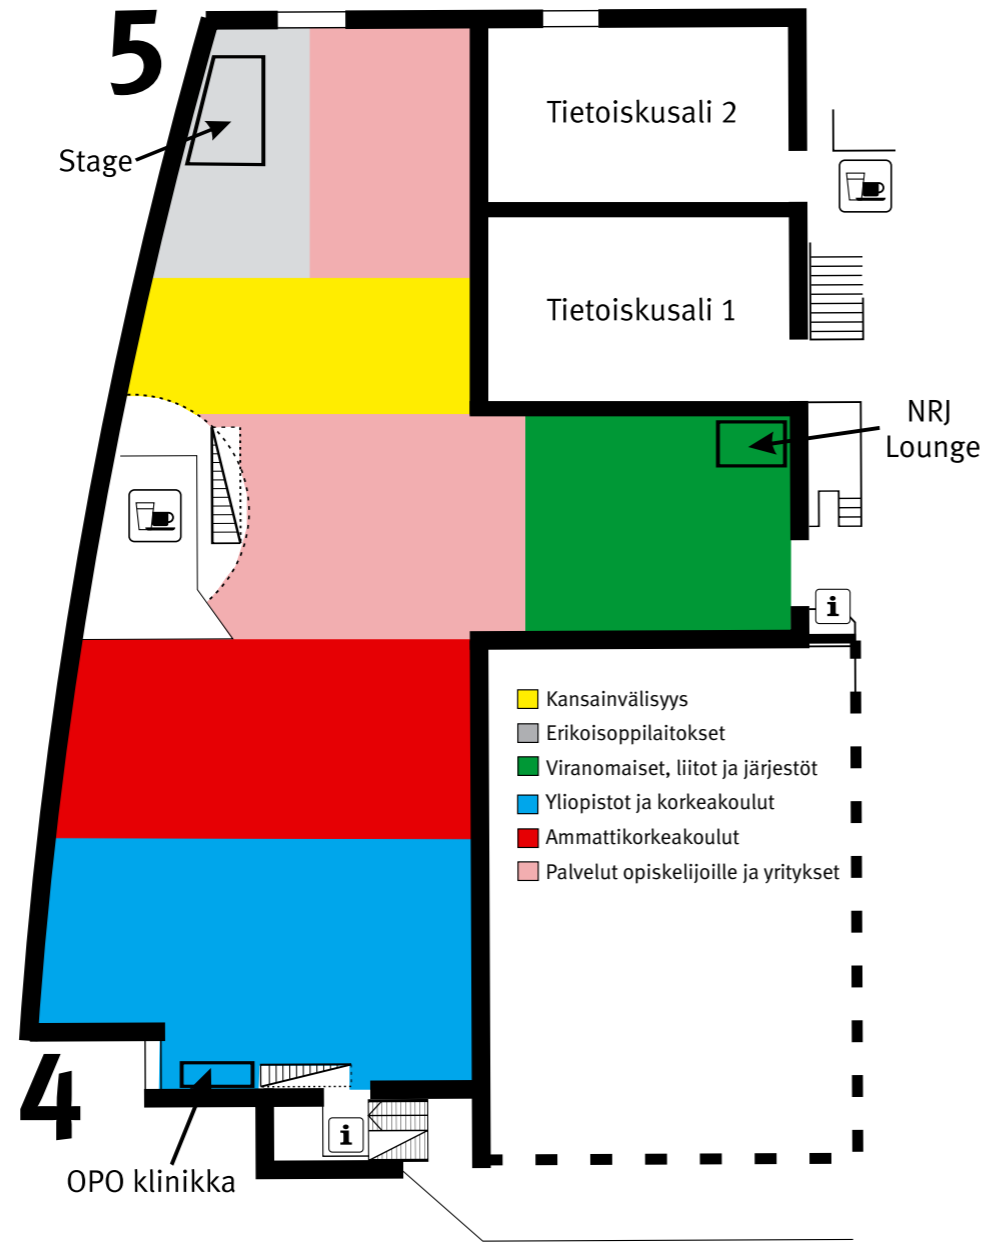 5
Tietoiskusali 2
Stage
Tietoiskusali 1
NRJ
Lounge
i
Kansainvälisyys
Erikoisoppilaitokset
Viranomaiset, liitot ja järjestöt
Yliopistot ja korkeakoulut
Ammattikorkeakoulut
Palvelut opiskelijoille ja yritykset
4
i
OPO klinikka